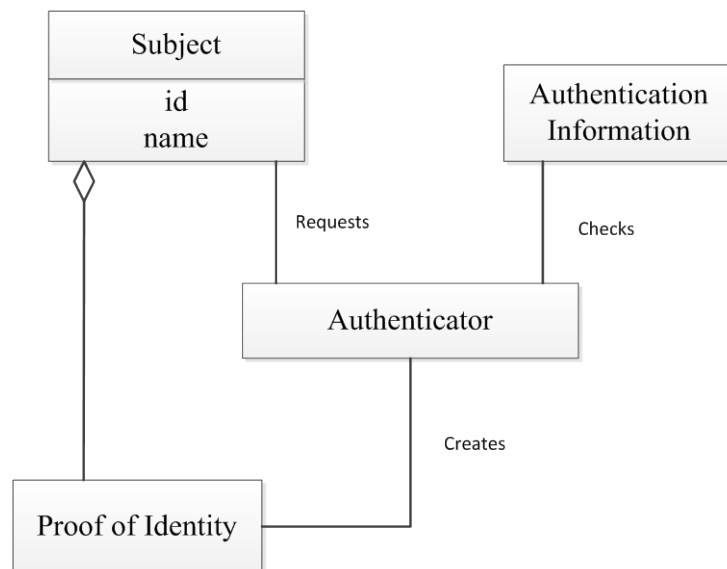 Subject
id
name
Authentication
Information
Requests
Checks
Authenticator
Creates
Proof of Identity